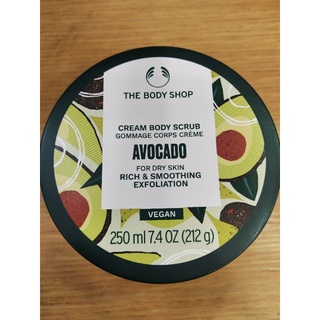 THE BODY SHOP
CREAM BODY SCRUB
GOMMAGE CORPS CRÈME
AVOCADO
FOR DRY SKIN
RICH & SMOOTHING
EXFOLIATION
VEGAN
250 ml 7.4 OZ (212 g)